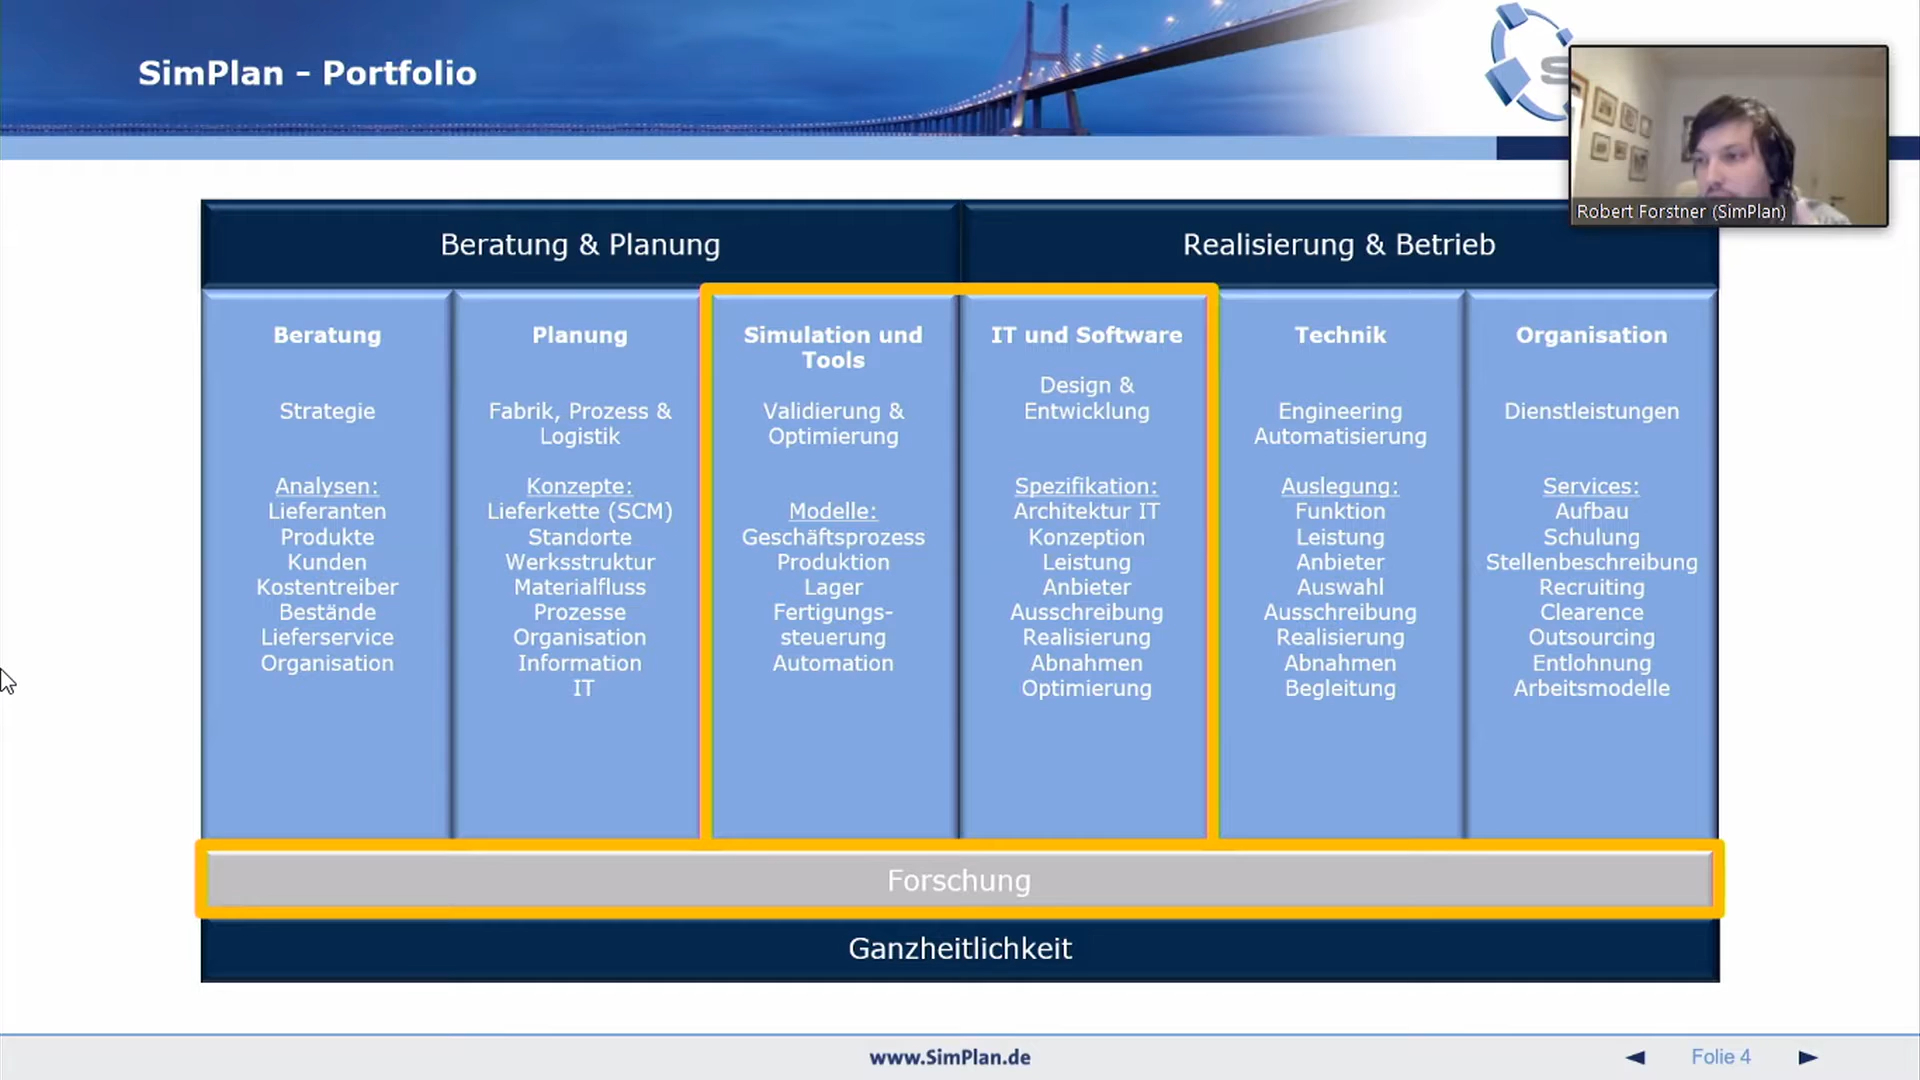 SimPlan – Portfolio
S
Robert Forstner (SimPlan)
Beratung & Planung
Realisierung & Betrieb
Beratung
Strategie
Analysen:
Lieferanten
Produkte
Kunden
Kostentreiber
Bestände
Lieferservice
Organisation
Planung
Fabrik, Prozess &
Logistik
Konzepte:
Lieferkette (SCM)
Standorte
Werksstruktur
Materialfluss
Prozesse
Organisation
Information
IT
Simulation und
Tools
Validierung &
Optimierung
Modelle:
Geschäftsprozess
Produktion
Lager
Fertigungs-
steuerung
Automation
IT und Software
Design &
Entwicklung
Spezifikation:
Architektur IT
Konzeption
Leistung
Anbieter
Ausschreibung
Realisierung
Abnahmen
Optimierung
Technik
Engineering
Automatisierung
Auslegung:
Funktion
Leistung
Anbieter
Auswahl
Ausschreibung
Realisierung
Abnahmen
Begleitung
Organisation
Dienstleistungen
Services:
Aufbau
Schulung
Stellenbeschreibung
Recruiting
Clearence
Outsourcing
Entlohnung
Arbeitsmodelle
Forschung
Ganzheitlichkeit
www.SimPlan.de
Folie 4